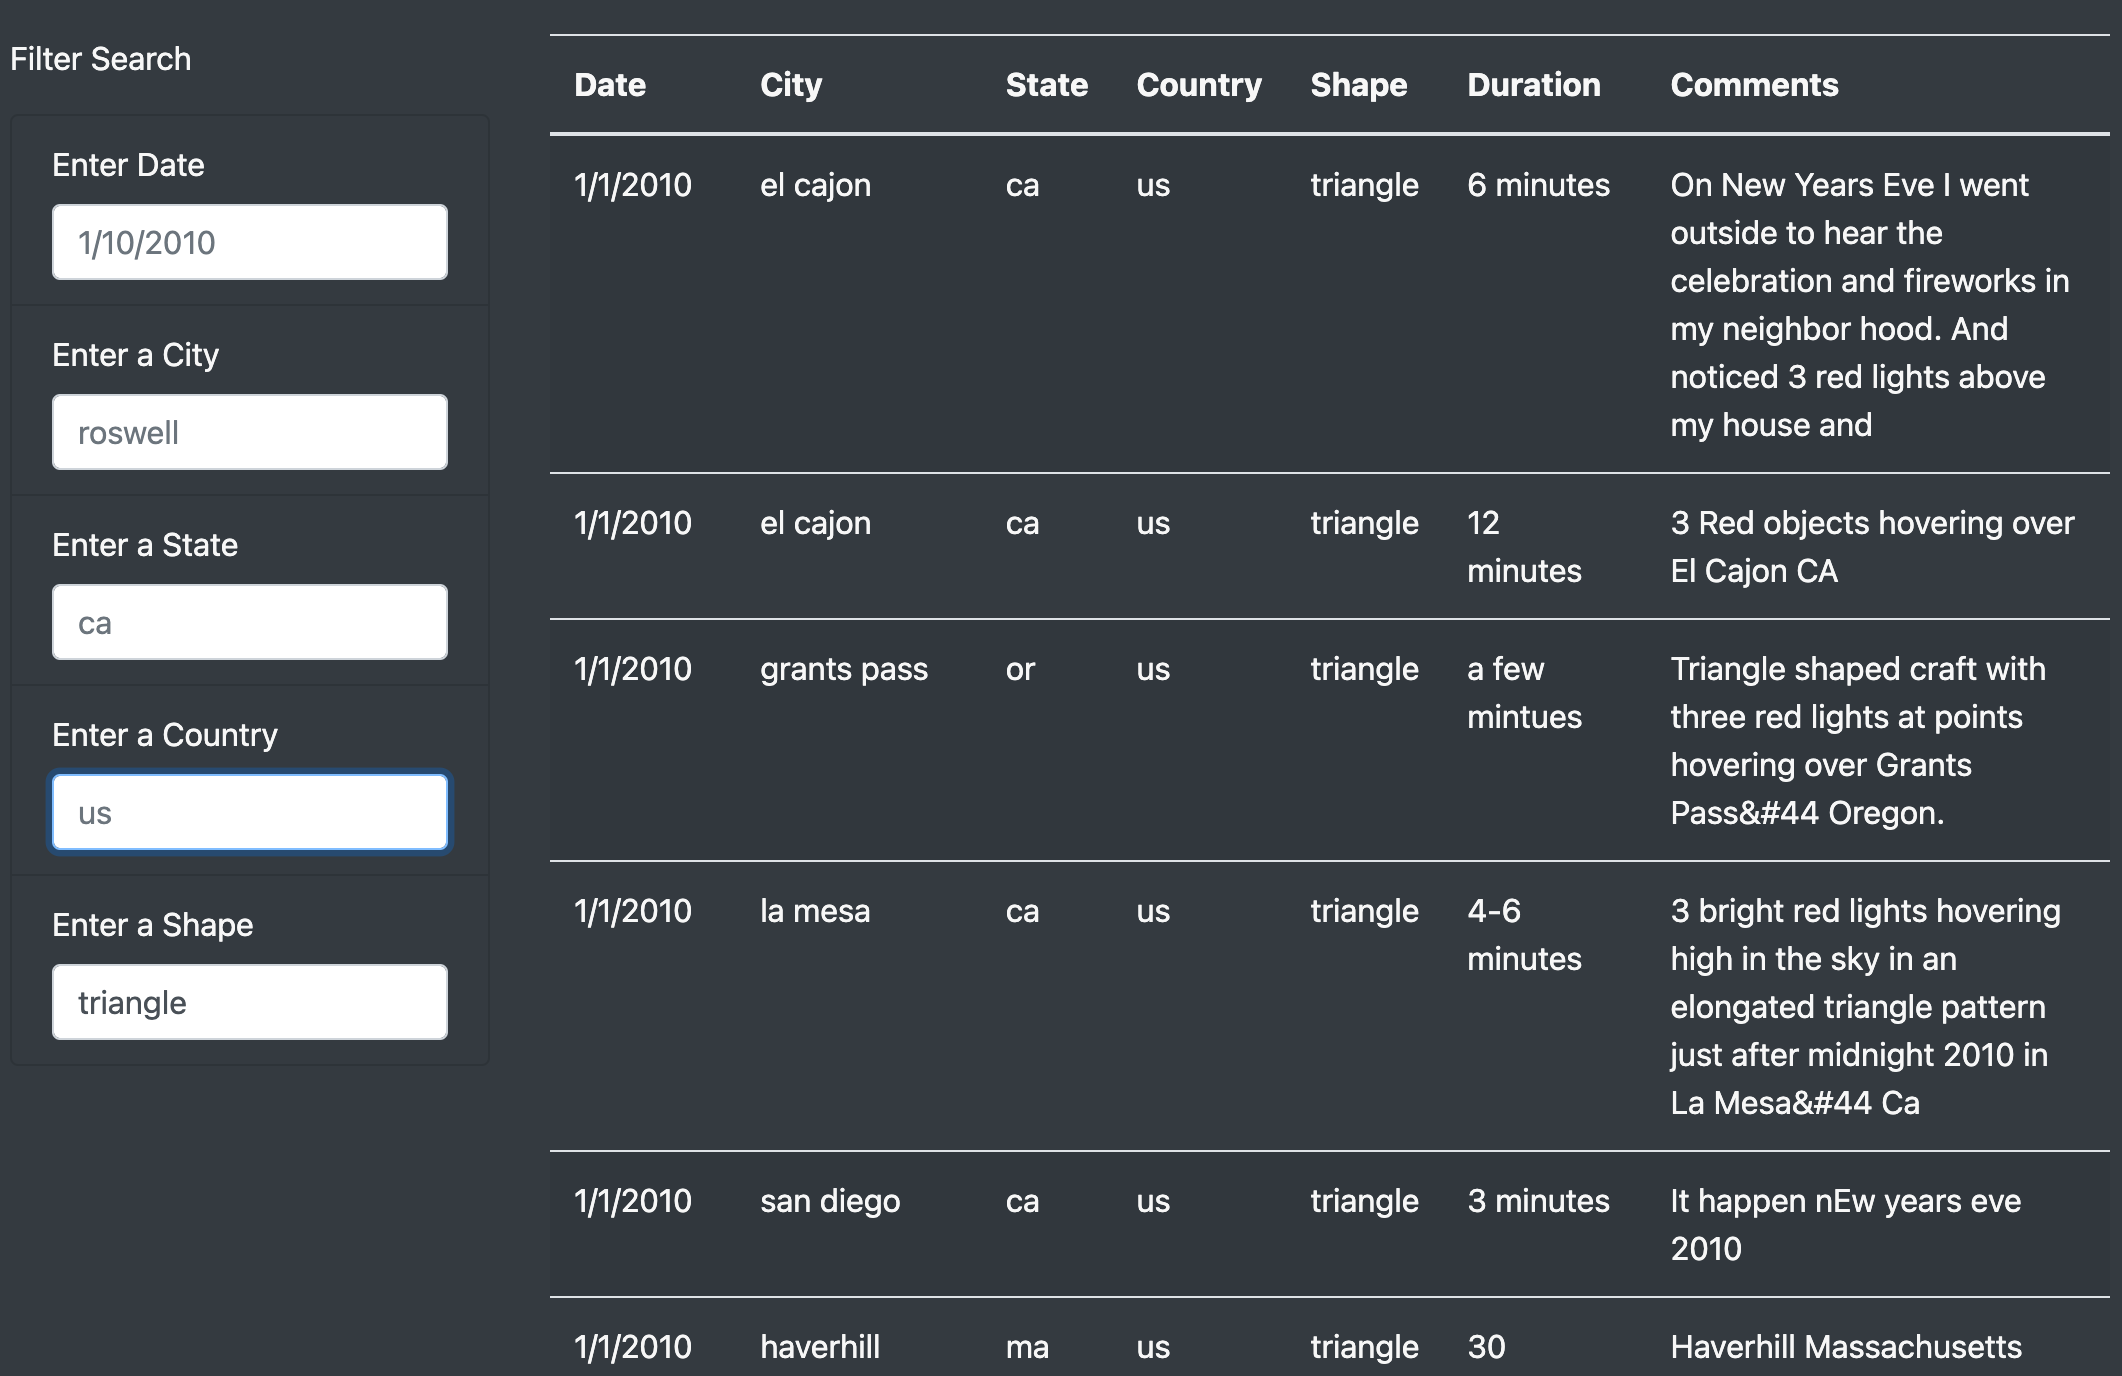 Filter Search
Enter Date
1/10/2010
Enter a City
roswell
Enter a State
ca
Enter a Country
us
Enter a Shape
triangle
Date City State Country Shape Duration Comments
1/1/2010 el cajon ca us triangle 6 minutes On New Years Eve I went
outside to hear the
celebration and fireworks in
my neighbor hood. And
noticed 3 red lights above
my house and
1/1/2010 el cajon ca us triangle 12 3 Red objects hovering over
minutes El Cajon CA
1/1/2010 grants pass or us triangle a few Triangle shaped craft with
mintues three red lights at points
hovering over Grants
Pass&#44 Oregon.
1/1/2010 la mesa ca us triangle 4-6 3 bright red lights hovering
minutes high in the sky in an
elongated triangle pattern
just after midnight 2010 in
La Mesa&#44 Ca
1/1/2010 san diego ca us triangle 3 minutes It happen nEw years eve
2010
1/1/2010 haverhill ma us triangle 30 Haverhill Massachusetts